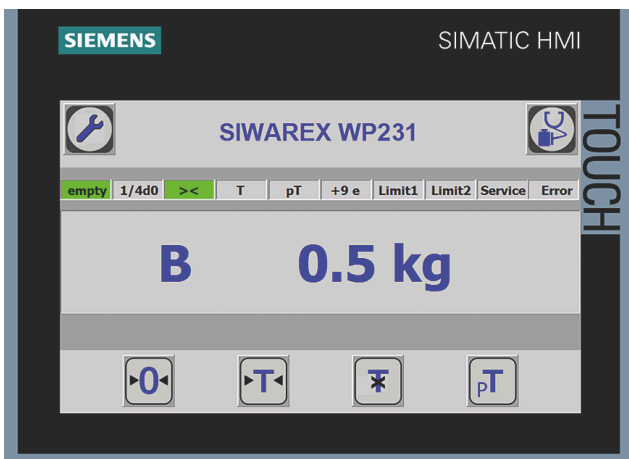 SIEMENS SIMATIC HMI
SIWAREX WP231
TOUCH
empty 1/4d0 >< T pT +9 e Limit1 Limit2 Service Error
B 0.5 kg
>0< >T< T pT